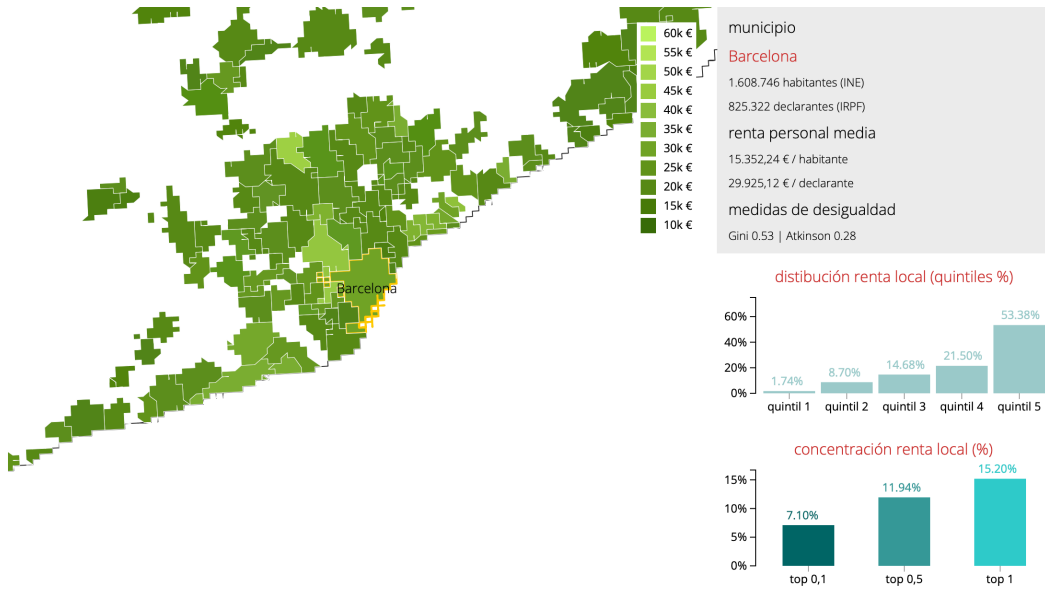 60k €
55k €
50k €
45k €
40k €
35k €
30k €
25k €
20k €
15k €
10k €
Barcelona
municipio
Barcelona
1.608.746 habitantes (INE)
825.322 declarantes (IRPF)
renta personal media
15.352,24 € / habitante
29.925,12 € / declarante
medidas de desigualdad
Gini 0.53 | Atkinson 0.28
distibución renta local (quintiles %)
60%
40%
20%
0%
1.74%
8.70%
14.68%
21.50%
53.38%
quintil 1
quintil 2
quintil 3
quintil 4
quintil 5
concentración renta local (%)
15%
10%
5%
0%
7.10%
11.94%
15.20%
top 0,1
top 0,5
top 1